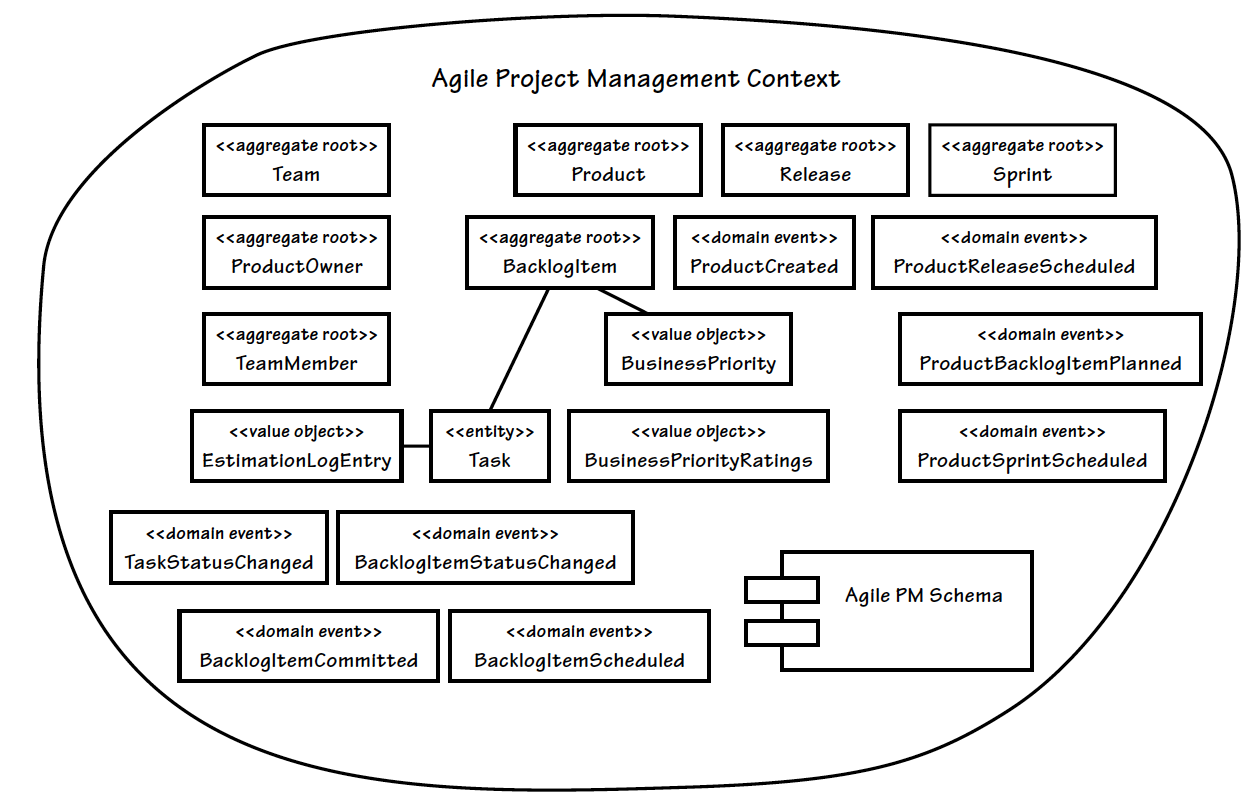 Agile Project Management Context
<<aggregate root>>
Team
<<aggregate root>>
Product
<<aggregate root>>
Release
<<aggregate root>>
Sprint
<<aggregate root>>
ProductOwner
<<aggregate root>>
BacklogItem
<<domain event>>
ProductCreated
<<domain event>>
ProductReleaseScheduled
<<aggregate root>>
TeamMember
<<value object>>
BusinessPriority
<<domain event>>
ProductBacklogItemPlanned
<<value object>>
EstimationLogEntry
<<entity>>
Task
<<value object>>
BusinessPriorityRatings
<<domain event>>
ProductSprintScheduled
<<domain event>>
TaskStatusChanged
<<domain event>>
BacklogItemStatusChanged
Agile PM Schema
<<domain event>>
BacklogItemCommitted
<<domain event>>
BacklogItemScheduled